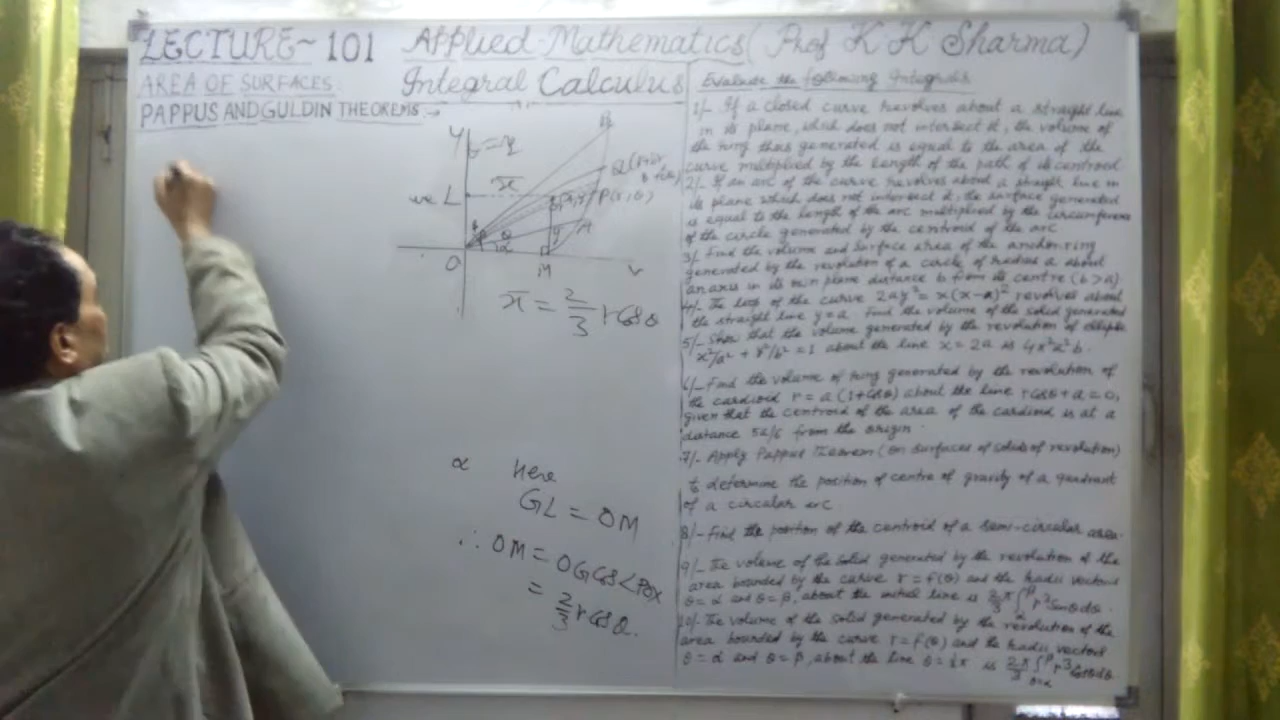 LECTURE~101 Applied Mathematics (Prof K K Sharma)
AREA OF SURFACES: Integral Calculus
PAPPUS AND GULDIN THEOREMS:→
Y
B
L
P(r, θ)
A
O
M
x̄ = 2/3 r cos θ
Here
GL = OM
∴ OM = OG cos ∠POX
= 2/3 r cos θ.
Evaluate the following Integrals
1/- If a closed curve revolves about a straight line
in its plane, which does not intersect it, the volume of
the ring thus generated is equal to the area of the
curve multiplied by the length of the path of its centroid
2/- If an arc of the curve revolves about a straight line in
its plane which does not intersect it, the surface generated
is equal to the length of the arc multiplied by the circumference
of the circle generated by the centroid of the arc
3/- Find the volume and surface area of the anchor ring
generated by the revolution of a circle of radius a about
an axis in its own plane distance b from its centre (b > a).
4/- The loop of the curve 2ay² = x(x-a)² revolves about
the straight line y = a. Find the volume of the solid generated
5/- Show that the volume generated by the revolution of ellipse
x²/a² + y²/b² = 1 about the line x = 2a is 4π²a²b.
6/- Find the volume of ring generated by the revolution of
the cardioid r = a(1+cosθ) about the line r cosθ + a = 0,
given that the centroid of the area of the cardioid is at a
distance 5a/6 from the origin.
7/- Apply Pappus Theorem (on surfaces of solids of revolution)
to determine the position of centre of gravity of a quadrant
of a circular arc.
8/- Find the position of the centroid of a semi-circular area.
9/- The volume of the solid generated by the revolution of the
area bounded by the curve r = f(θ) and the radii vectors
θ = α and θ = β, about the initial line is 2π/3 ∫_α^β r³ sinθ dθ.
10/- The volume of the solid generated by the revolution of the
area bounded by the curve r = f(θ) and the radii vectors
θ = α and θ = β, about the line θ = ½π is 2π/3 ∫_{θ=α}^β r³ cosθ dθ